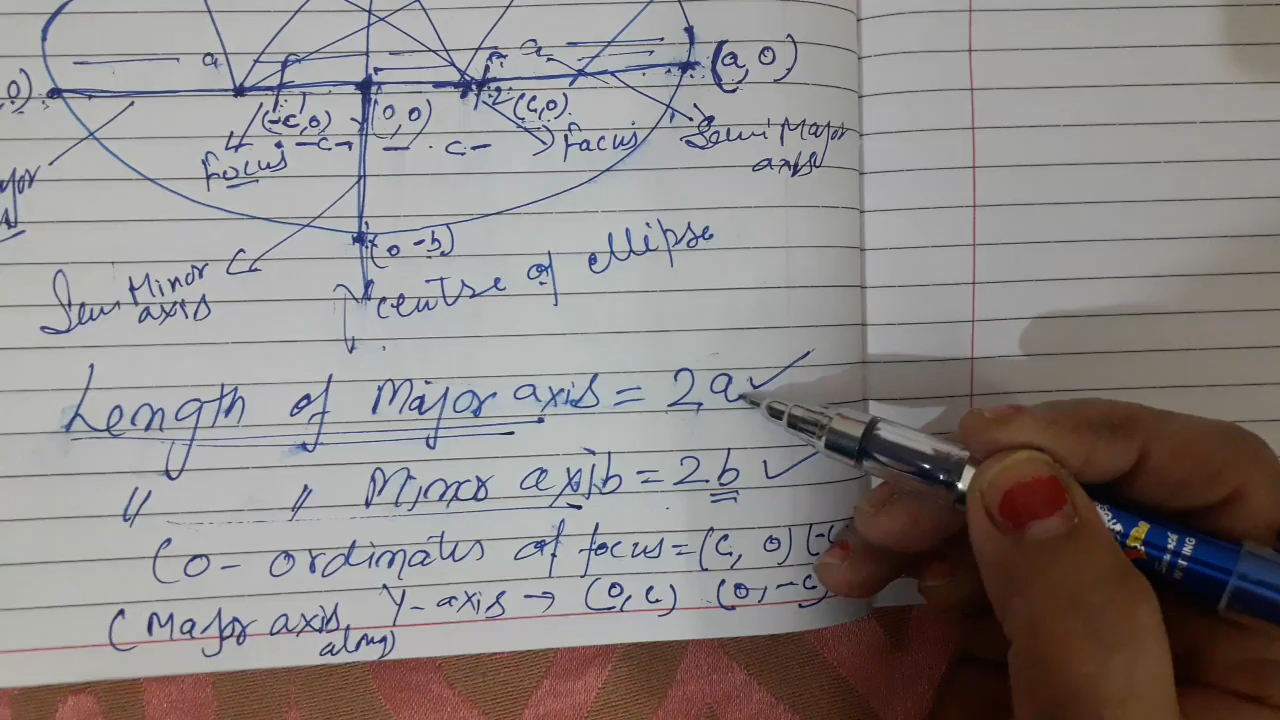 a a (a, 0)
0) (-c,0) (0,0) (c,0)
- c - - c - focus Semi Major
focus axis
(0 -b)
Semi Minor centre of ellipse
axis
Length of Major axis = 2a ✓
" " Minor axis = 2b ✓
Co-ordinates of focus = (c, 0) (-c
(Major axis along Y-axis → (0, c) (0, -c)